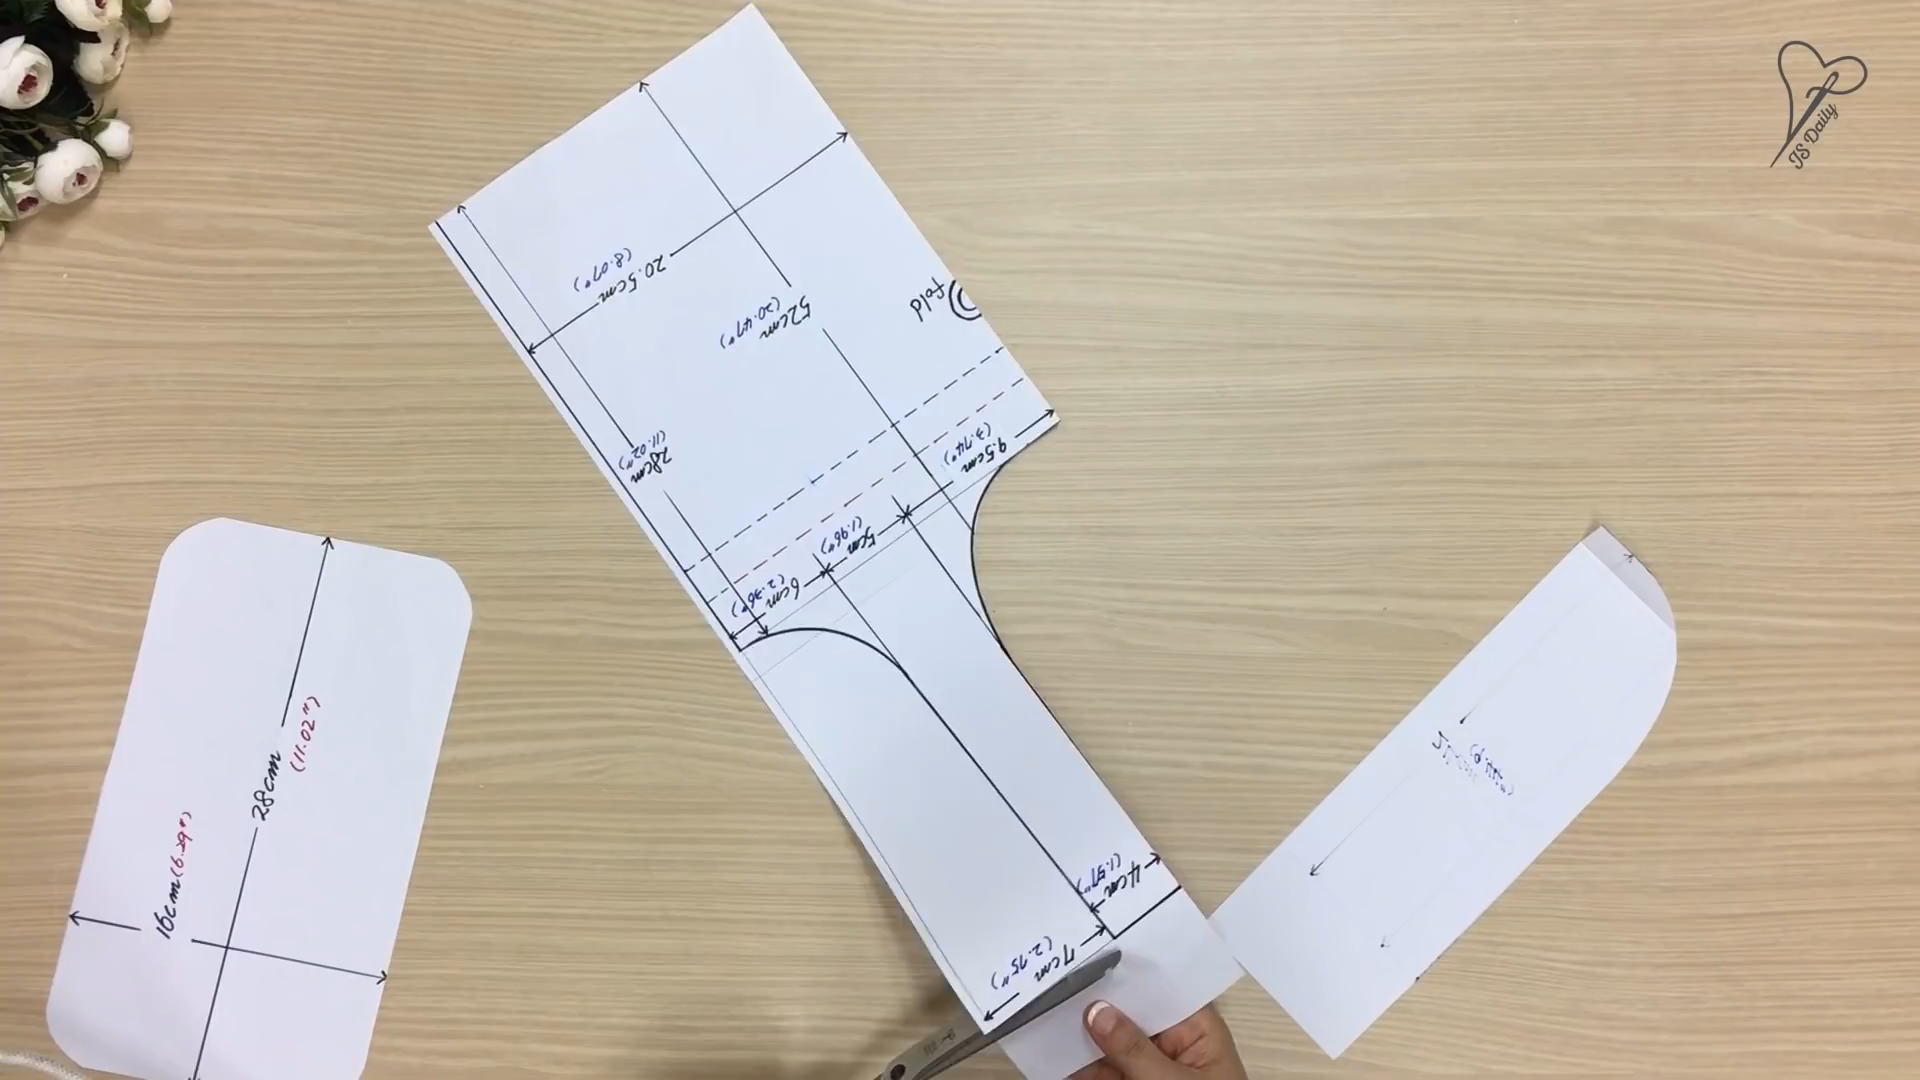 JS Daily
20.5cm
(8.07")
52cm
(20.47")
fold
28cm
(11.02")
9.5cm
(3.74")
5cm
(1.96")
6cm
(2.36")
4cm
(1.57")
7cm
(2.75")
28cm
(11.02")
16cm (6.29")